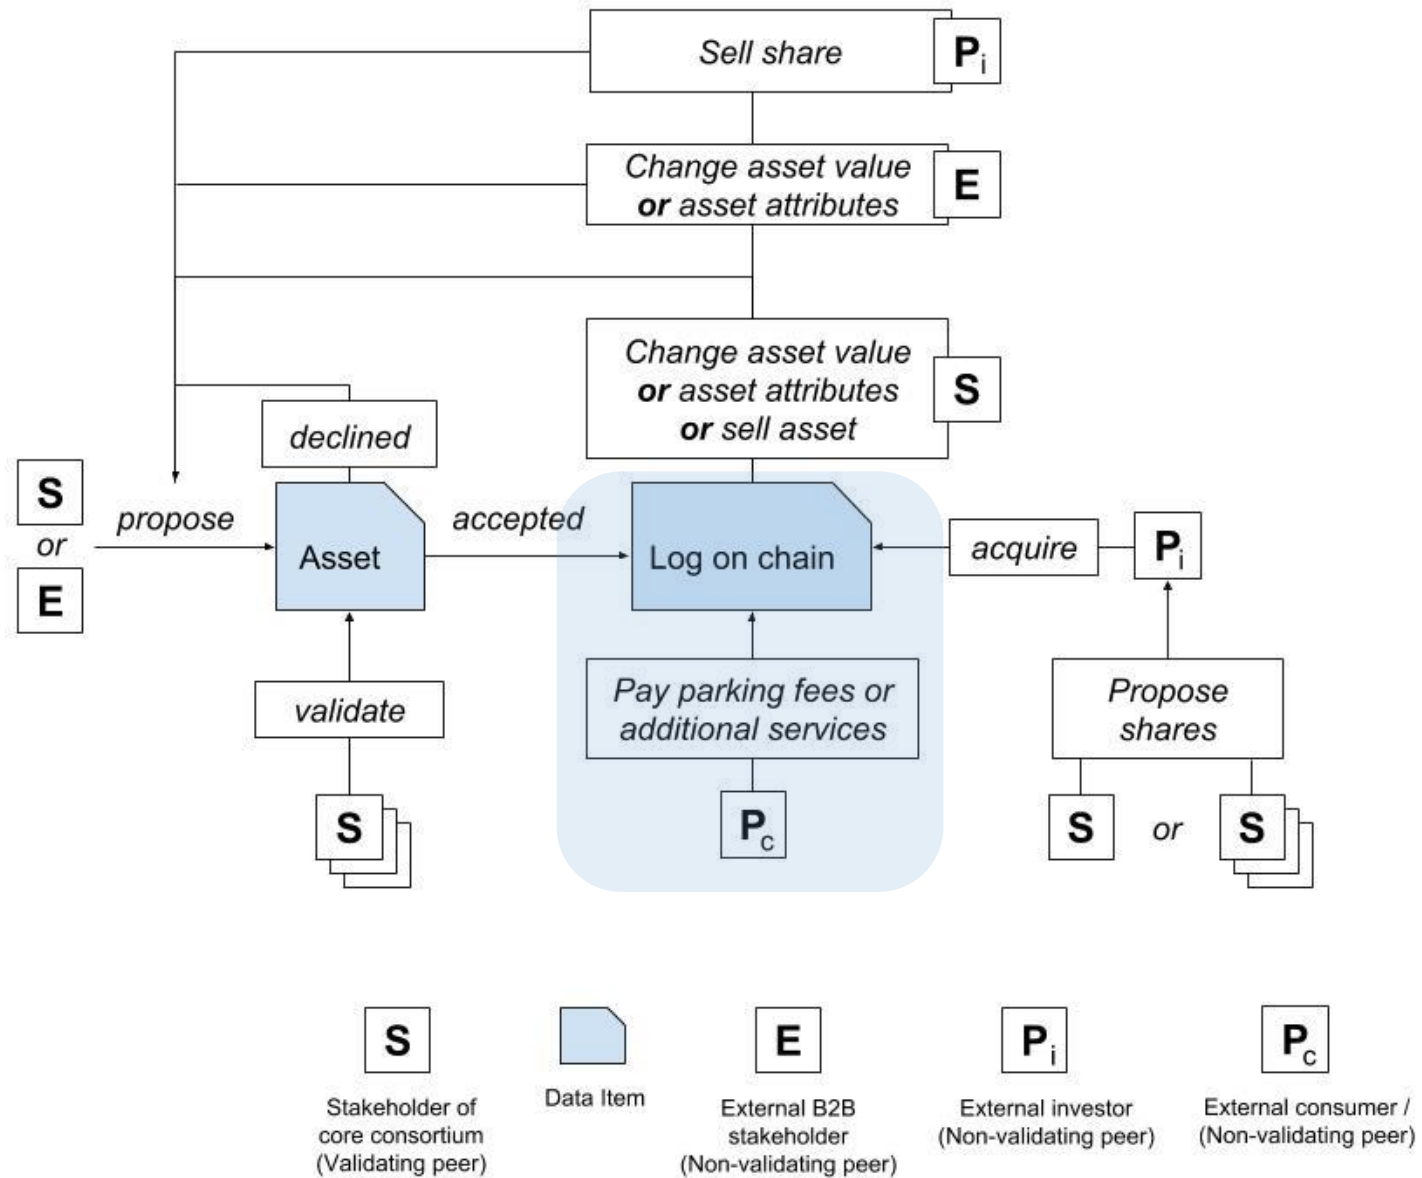 Sell share
Pi
Change asset value
or asset attributes
E
Change asset value
or asset attributes
or sell asset
S
declined
S
or
E
propose
Asset
accepted
Log on chain
acquire
Pi
validate
S
Pay parking fees or
additional services
Pc
Propose
shares
S
or
S
S
Stakeholder of
core consortium
(Validating peer)
Data Item
E
External B2B
stakeholder
(Non-validating peer)
Pi
External investor
(Non-validating peer)
Pc
External consumer /
(Non-validating peer)